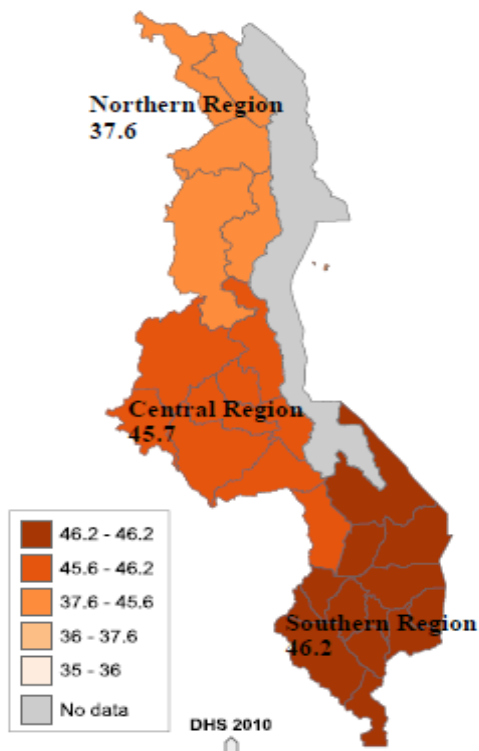 Northern Region
37.6
Central Region
45.7
Southern Region
46.2
46.2 - 46.2
45.6 - 46.2
37.6 - 45.6
36 - 37.6
35 - 36
No data
DHS 2010